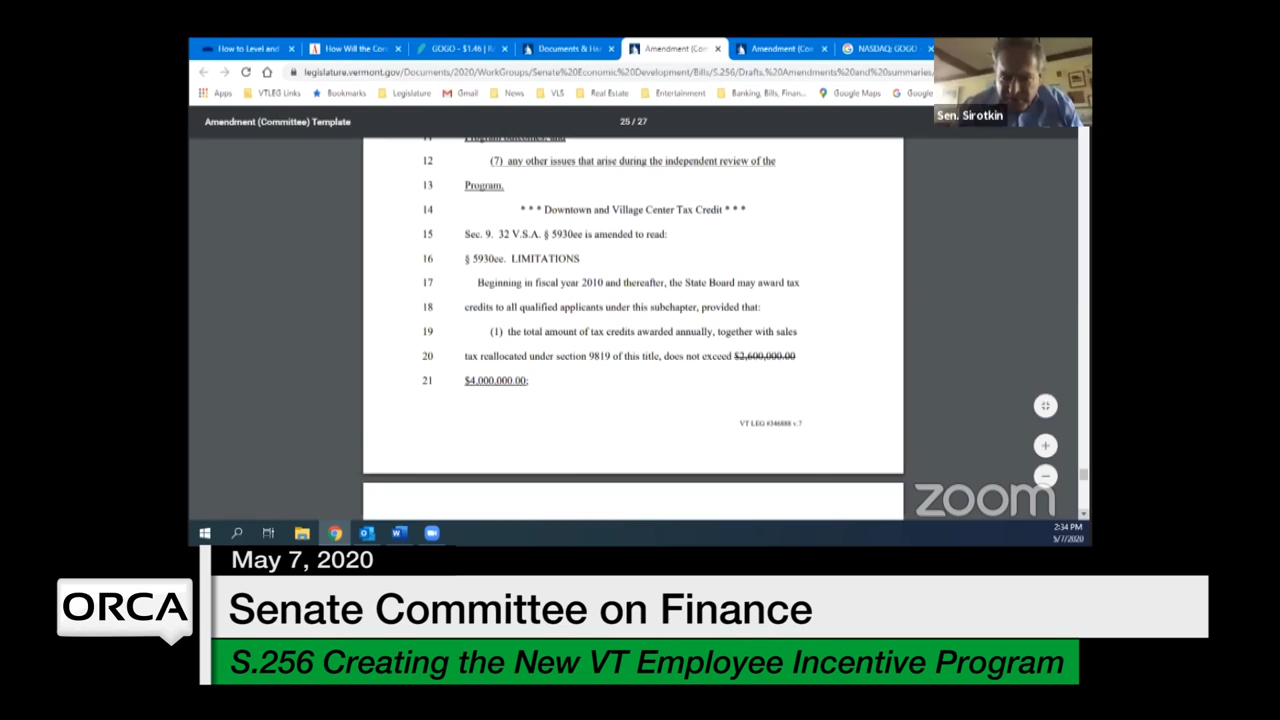 How to Level and
How Will the Cor
GOGO - $1.46 | R
Documents & Ha
Amendment (Com
Amendment (Com
NASDAQ: GOGO
legislature.vermont.gov/Documents/2020/WorkGroups/Senate%20Economic%20Development/Bills/S.256/Drafts,%20Amendments%20and%20summaries/
Apps
VTLEG Links
Bookmarks
Legislature
Gmail
News
VLS
Real Estate
Entertainment
Banking, Bills, Finan...
Google Maps
Google
Sen. Sirotkin
Amendment (Committee) Template
25 / 27
11 Program outcomes; and
12 (7) any other issues that arise during the independent review of the
13 Program.
14 * * * Downtown and Village Center Tax Credit * * *
15 Sec. 9. 32 V.S.A. § 5930ee is amended to read:
16 § 5930ee. LIMITATIONS
17 Beginning in fiscal year 2010 and thereafter, the State Board may award tax
18 credits to all qualified applicants under this subchapter, provided that:
19 (1) the total amount of tax credits awarded annually, together with sales
20 tax reallocated under section 9819 of this title, does not exceed $2,600,000.00
21 $4,000,000.00;
VT LEG #346888 v.7
zoom
2:34 PM
5/7/2020
May 7, 2020
ORCA
Senate Committee on Finance
S.256 Creating the New VT Employee Incentive Program